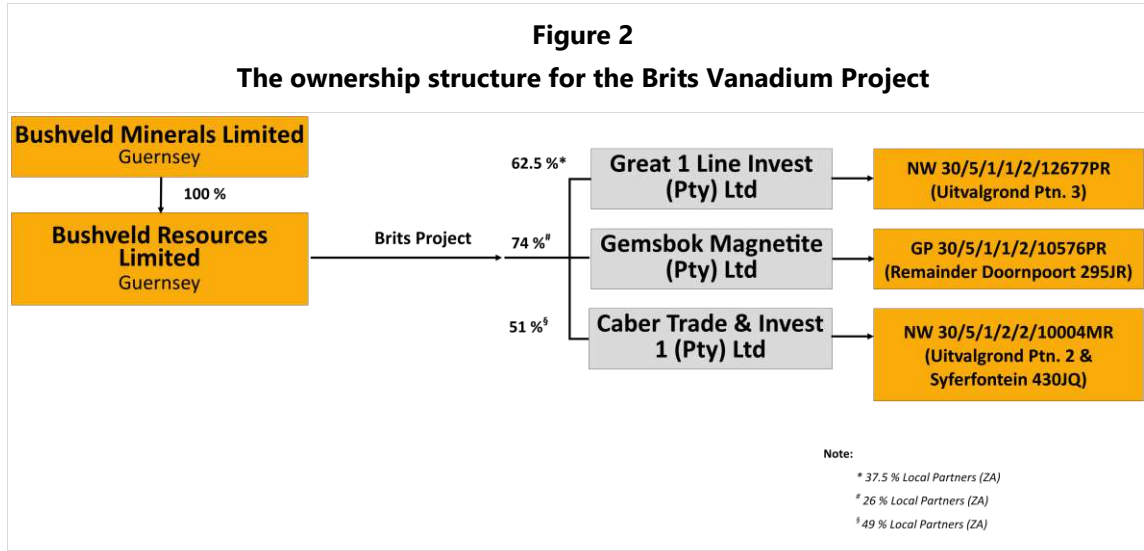 Figure 2
The ownership structure for the Brits Vanadium Project
Bushveld Minerals Limited
Guernsey
100 %
Bushveld Resources
Limited
Guernsey
Brits Project
62.5 %*
Great 1 Line Invest
(Pty) Ltd
NW 30/5/1/1/2/12677PR
(Uitvalgrond Ptn. 3)
74 %#
Gemsbok Magnetite
(Pty) Ltd
GP 30/5/1/1/2/10576PR
(Remainder Doornpoort 295JR)
51 %§
Caber Trade & Invest
1 (Pty) Ltd
NW 30/5/1/2/2/10004MR
(Uitvalgrond Ptn. 2 &
Syferfontein 430JQ)
Note:
* 37.5 % Local Partners (ZA)
# 26 % Local Partners (ZA)
§ 49 % Local Partners (ZA)